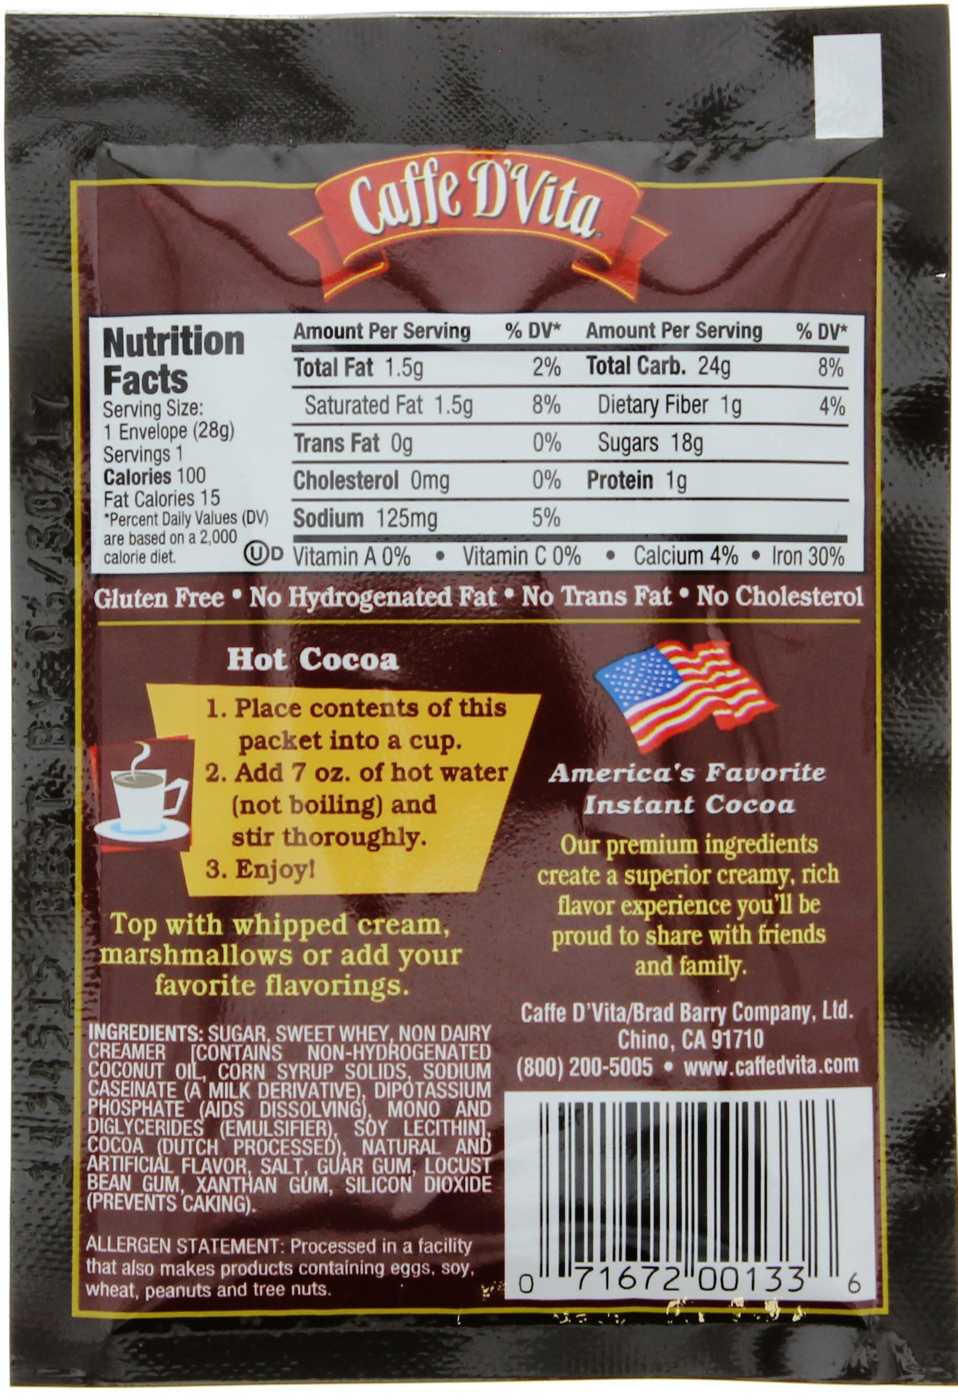 Caffe D'Vita
Nutrition
Facts
Serving Size:
1 Envelope (28g)
Servings 1
Calories 100
Fat Calories 15
*Percent Daily Values (DV)
are based on a 2,000
calorie diet.
UD
Amount Per Serving % DV* Amount Per Serving % DV*
Total Fat 1.5g 2% Total Carb. 24g 8%
Saturated Fat 1.5g 8% Dietary Fiber 1g 4%
Trans Fat 0g 0% Sugars 18g
Cholesterol 0mg 0% Protein 1g
Sodium 125mg 5%
Vitamin A 0% • Vitamin C 0% • Calcium 4% • Iron 30%
Gluten Free • No Hydrogenated Fat • No Trans Fat • No Cholesterol
Hot Cocoa
1. Place contents of this
packet into a cup.
2. Add 7 oz. of hot water
(not boiling) and
stir thoroughly.
3. Enjoy!
Top with whipped cream,
marshmallows or add your
favorite flavorings.
INGREDIENTS: SUGAR, SWEET WHEY, NON DAIRY
CREAMER [CONTAINS NON-HYDROGENATED
COCONUT OIL, CORN SYRUP SOLIDS, SODIUM
CASEINATE (A MILK DERIVATIVE), DIPOTASSIUM
PHOSPHATE (AIDS DISSOLVING), MONO AND
DIGLYCERIDES (EMULSIFIER), SOY LECITHIN],
COCOA (DUTCH PROCESSED), NATURAL AND
ARTIFICIAL FLAVOR, SALT, GUAR GUM, LOCUST
BEAN GUM, XANTHAN GUM, SILICON DIOXIDE
(PREVENTS CAKING).
ALLERGEN STATEMENT: Processed in a facility
that also makes products containing eggs, soy,
wheat, peanuts and tree nuts.
America's Favorite
Instant Cocoa
Our premium ingredients
create a superior creamy, rich
flavor experience you'll be
proud to share with friends
and family.
Caffe D'Vita/Brad Barry Company, Ltd.
Chino, CA 91710
(800) 200-5005 • www.caffedvita.com
0 71672 00133 6